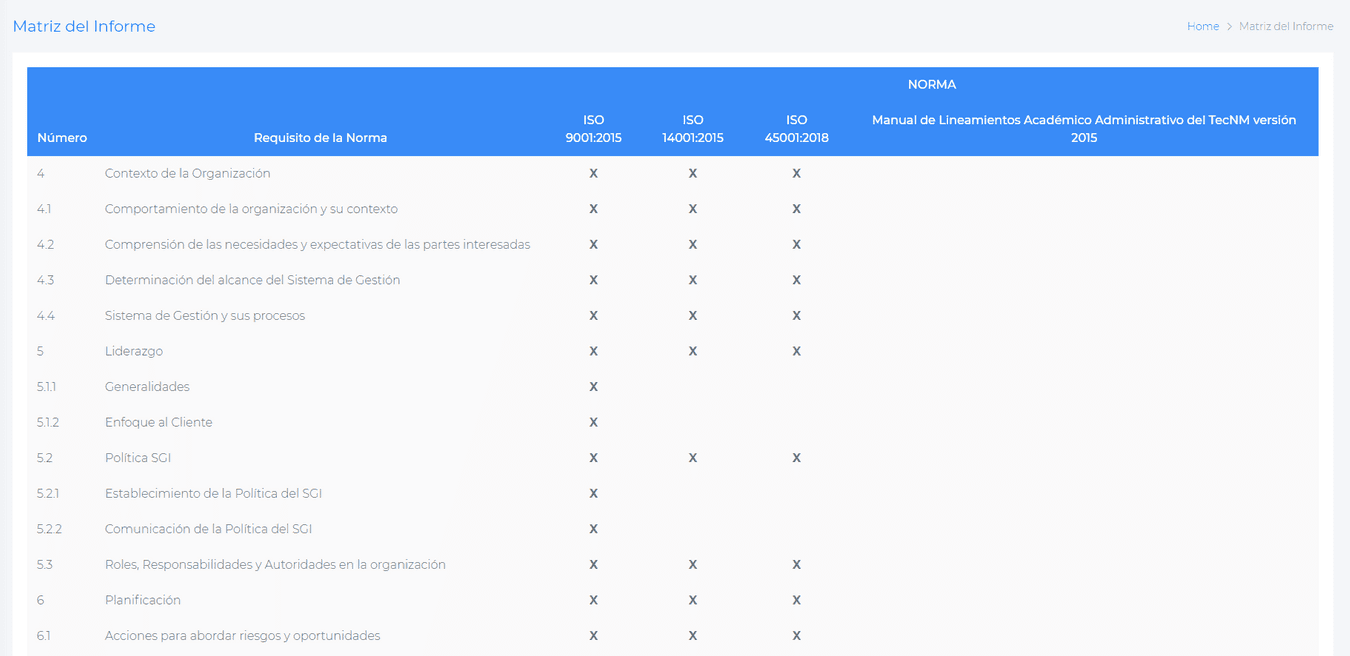 Matriz del Informe
Home > Matriz del Informe
NORMA
Número Requisito de la Norma ISO 9001:2015 ISO 14001:2015 ISO 45001:2018 Manual de Lineamientos Académico Administrativo del TecNM versión 2015
4 Contexto de la Organización X X X
4.1 Comportamiento de la organización y su contexto X X X
4.2 Comprensión de las necesidades y expectativas de las partes interesadas X X X
4.3 Determinación del alcance del Sistema de Gestión X X X
4.4 Sistema de Gestión y sus procesos X X X
5 Liderazgo X X X
5.1.1 Generalidades X
5.1.2 Enfoque al Cliente X
5.2 Política SGI X X X
5.2.1 Establecimiento de la Política del SGI X
5.2.2 Comunicación de la Política del SGI X
5.3 Roles, Responsabilidades y Autoridades en la organización X X X
6 Planificación X X X
6.1 Acciones para abordar riesgos y oportunidades X X X